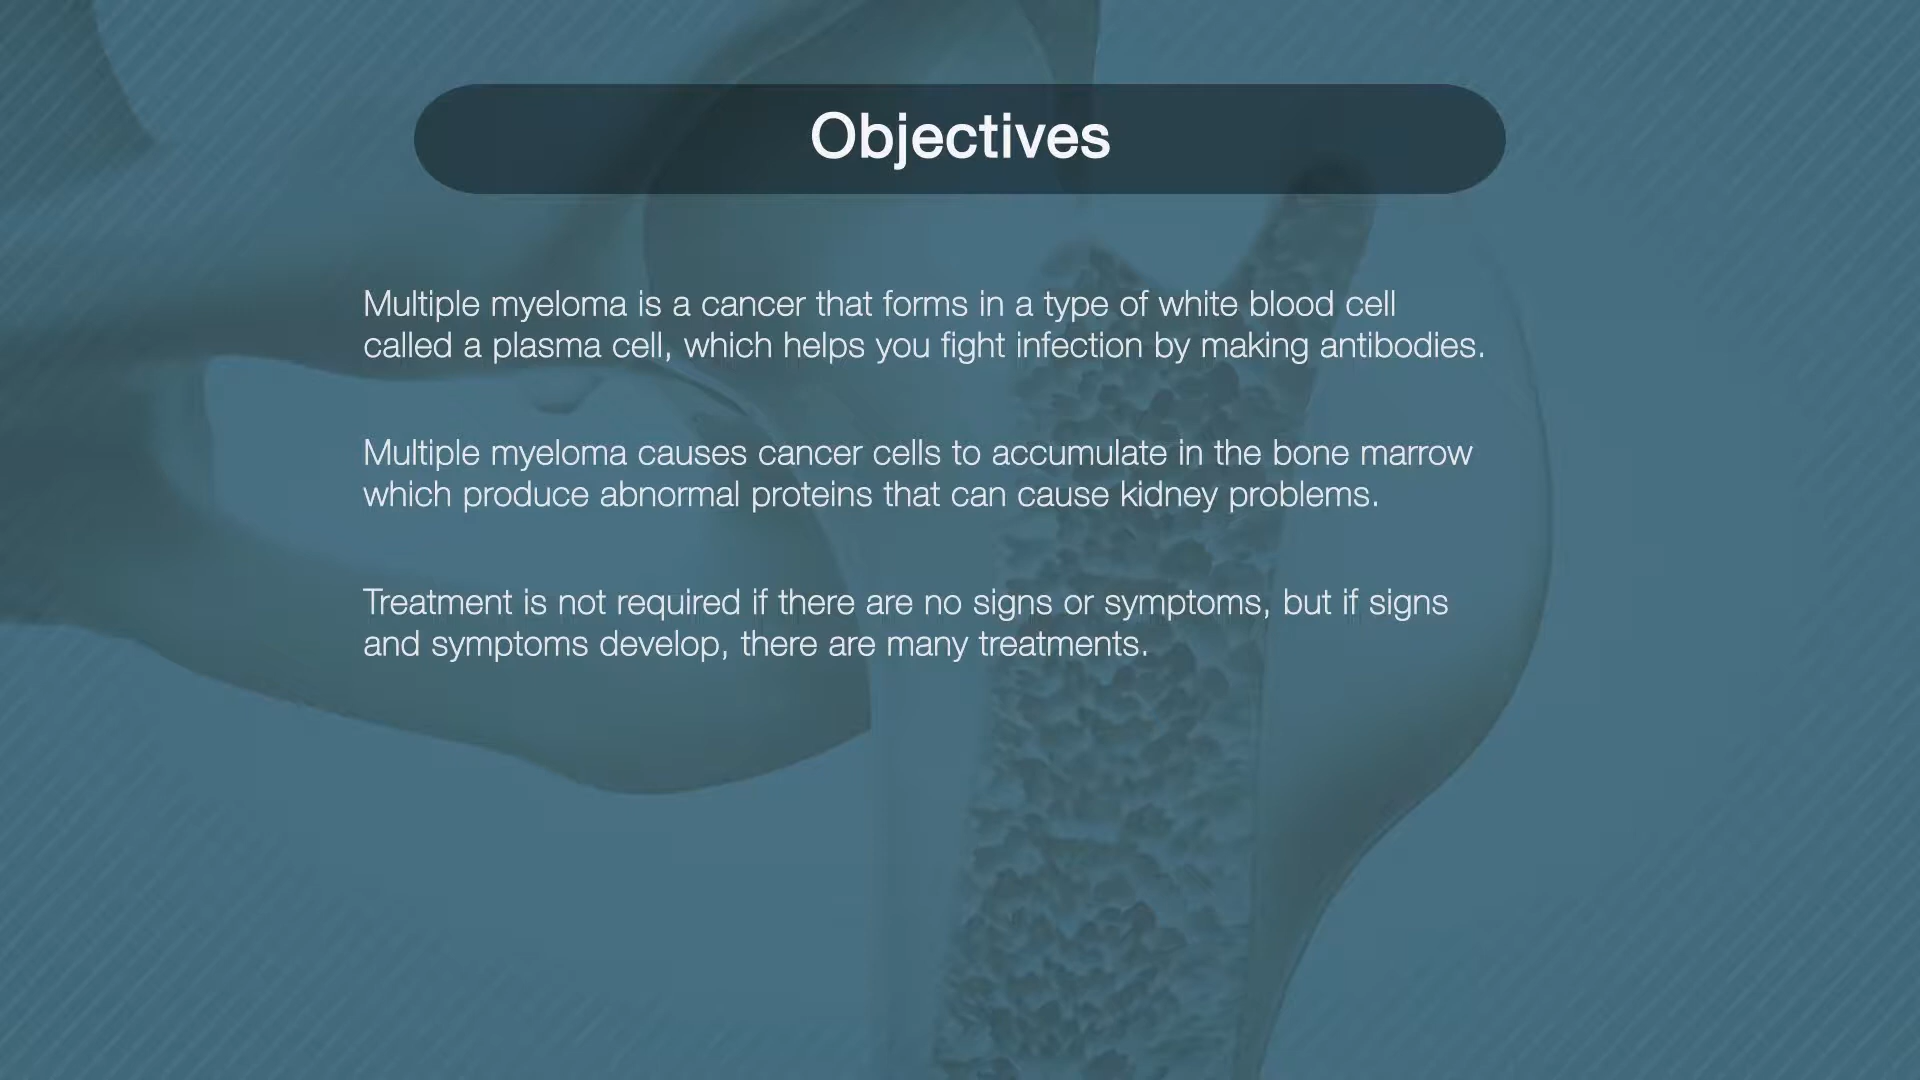 Objectives
Multiple myeloma is a cancer that forms in a type of white blood cell
called a plasma cell, which helps you fight infection by making antibodies.
Multiple myeloma causes cancer cells to accumulate in the bone marrow
which produce abnormal proteins that can cause kidney problems.
Treatment is not required if there are no signs or symptoms, but if signs
and symptoms develop, there are many treatments.